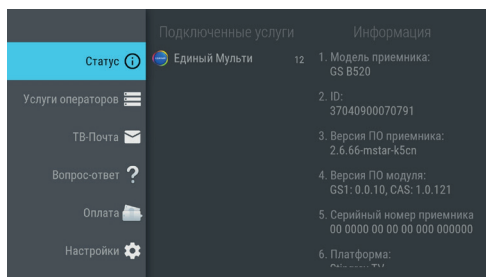 Статус
Услуги операторов
ТВ-Почта
Вопрос-ответ
Оплата
Настройки
Подключенные услуги
Единый Мульти 12
Информация
1. Модель приемника:
GS B520
2. ID:
37040900070791
3. Версия ПО приемника:
2.6.66-mstar-k5cn
4. Версия ПО модуля:
GS1: 0.0.10, CAS: 1.0.121
5. Серийный номер приемника
00 0000 00 00 00 000 000000
6. Платформа: